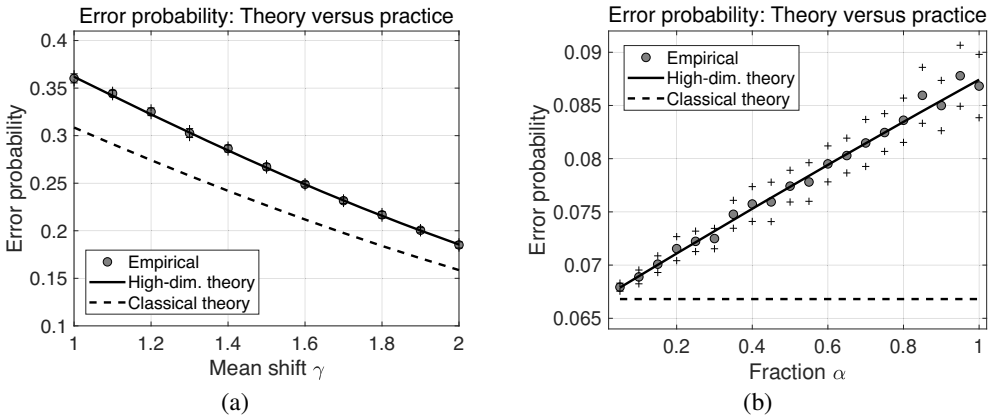 Error probability: Theory versus practice
0.4
0.35
0.3
0.25
0.2
0.15
0.1
Error probability
Empirical
High-dim. theory
Classical theory
1 1.2 1.4 1.6 1.8 2
Mean shift γ
(a)
Error probability: Theory versus practice
0.09
0.085
0.08
0.075
0.07
0.065
Error probability
Empirical
High-dim. theory
Classical theory
0.2 0.4 0.6 0.8 1
Fraction α
(b)